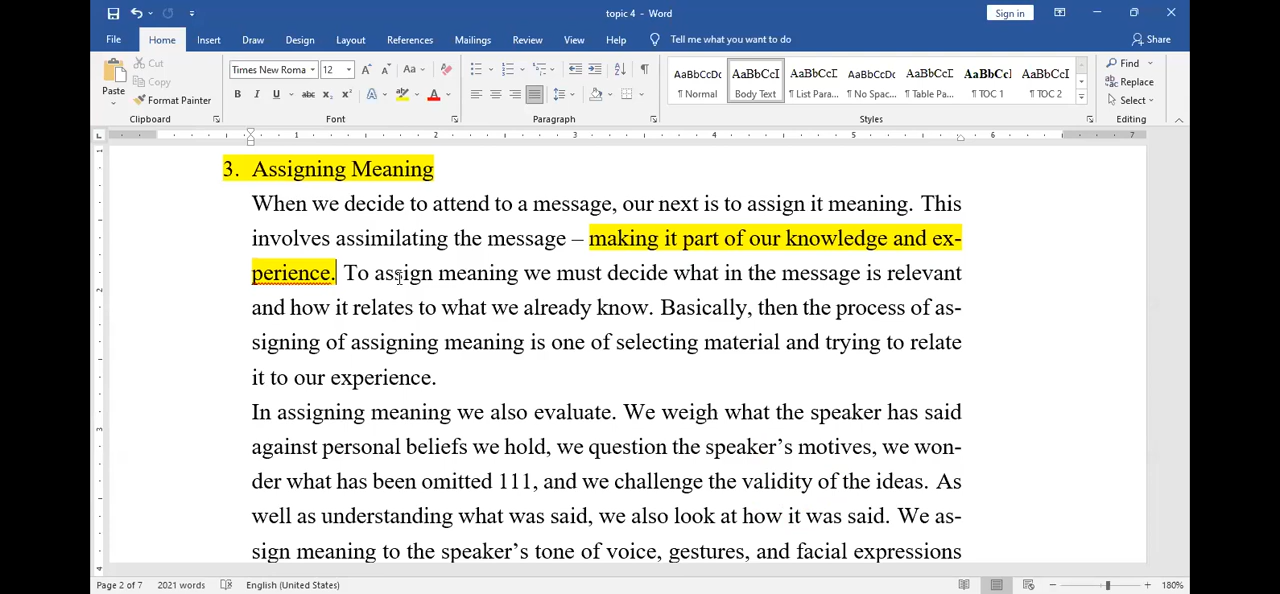 topic 4 - Word
Sign in
File Home Insert Draw Design Layout References Mailings Review View Help Tell me what you want to do Share
Paste
Cut
Copy
Format Painter
Clipboard
Times New Roma 12
Font
Paragraph
AaBbCcDc AaBbCcI AaBbCcI AaBbCcDc AaBbCcI AaBbCcI AaBbCcI
¶ Normal Body Text ¶ List Para... ¶ No Spac... ¶ Table Pa... ¶ TOC 1 ¶ TOC 2
Styles
Find
Replace
Select
Editing
1 2 3 4 5 6 7
3. Assigning Meaning
When we decide to attend to a message, our next is to assign it meaning. This
involves assimilating the message – making it part of our knowledge and ex-
perience. To assign meaning we must decide what in the message is relevant
and how it relates to what we already know. Basically, then the process of as-
signing of assigning meaning is one of selecting material and trying to relate
it to our experience.
In assigning meaning we also evaluate. We weigh what the speaker has said
against personal beliefs we hold, we question the speaker’s motives, we won-
der what has been omitted 111, and we challenge the validity of the ideas. As
well as understanding what was said, we also look at how it was said. We as-
sign meaning to the speaker’s tone of voice, gestures, and facial expressions
Page 2 of 7 2021 words English (United States) 180%